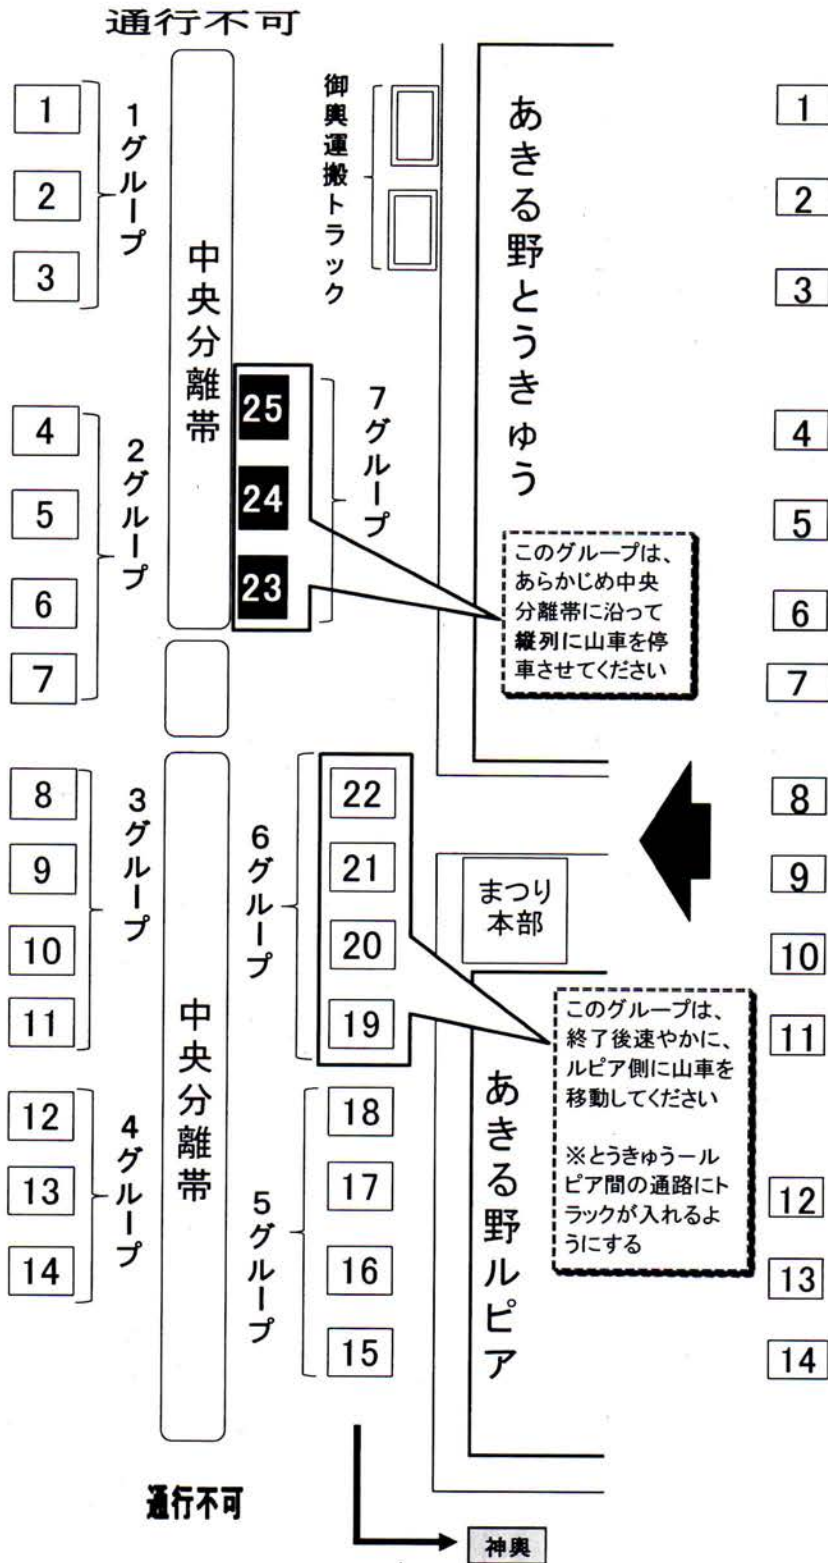 通行不可
1
2
3
1グループ
4
5
6
7
2グループ
8
9
10
11
3グループ
12
13
14
4グループ
中央分離帯
中央分離帯
通行不可
御輿運搬トラック
25
24
23
7グループ
22
21
20
19
6グループ
18
17
16
15
5グループ
神輿
あきる野とうきゅう
このグループは、
あらかじめ中央
分離帯に沿って
縦列に山車を停
車させてください
まつり
本部
あきる野ルピア
このグループは、
終了後速やかに、
ルピア側に山車を
移動してください
※とうきゅうール
ピア間の通路にト
ラックが入れるよ
うにする
1
2
3
4
5
6
7
8
9
10
11
12
13
14